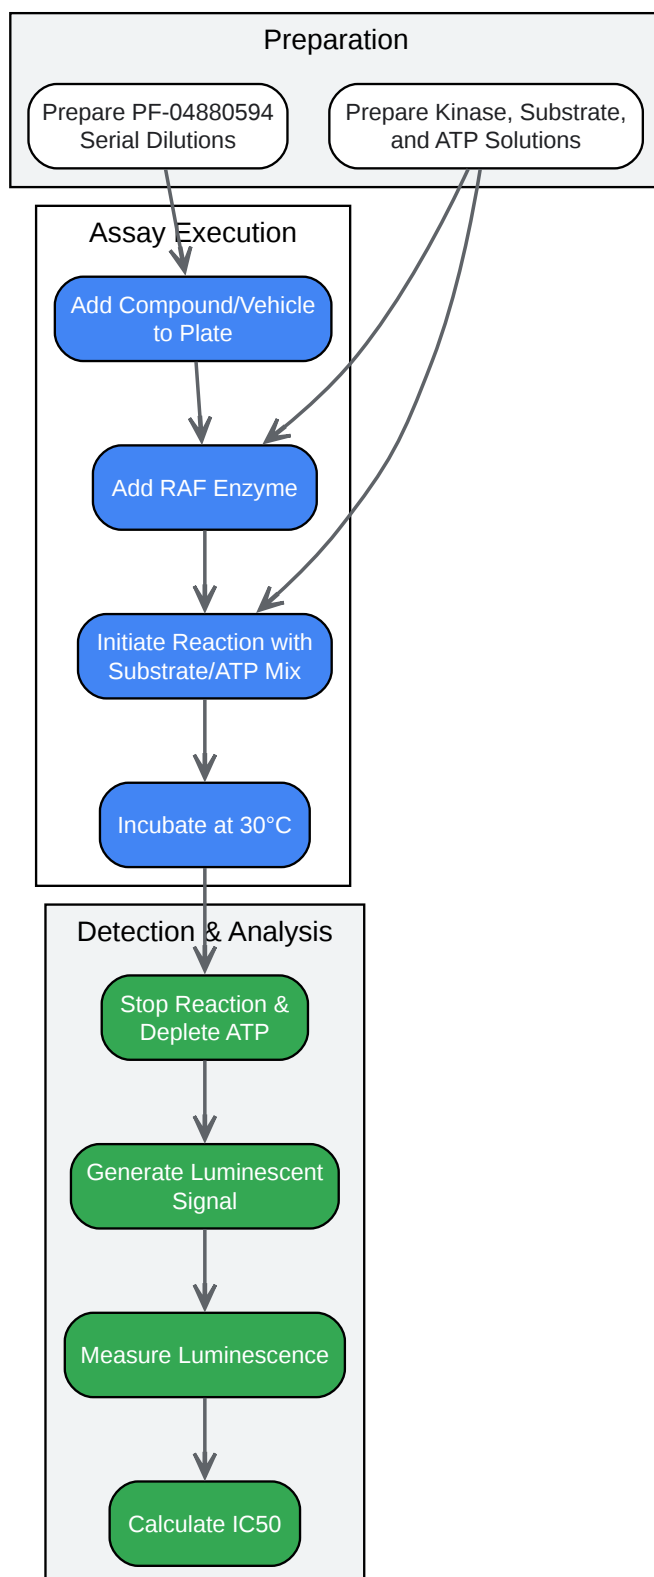 Preparation
Prepare PF-04880594
Serial Dilutions
Prepare Kinase, Substrate,
and ATP Solutions
Assay Execution
Add Compound/Vehicle
to Plate
Add RAF Enzyme
Initiate Reaction with
Substrate/ATP Mix
Incubate at 30°C
Detection & Analysis
Stop Reaction &
Deplete ATP
Generate Luminescent
Signal
Measure Luminescence
Calculate IC50